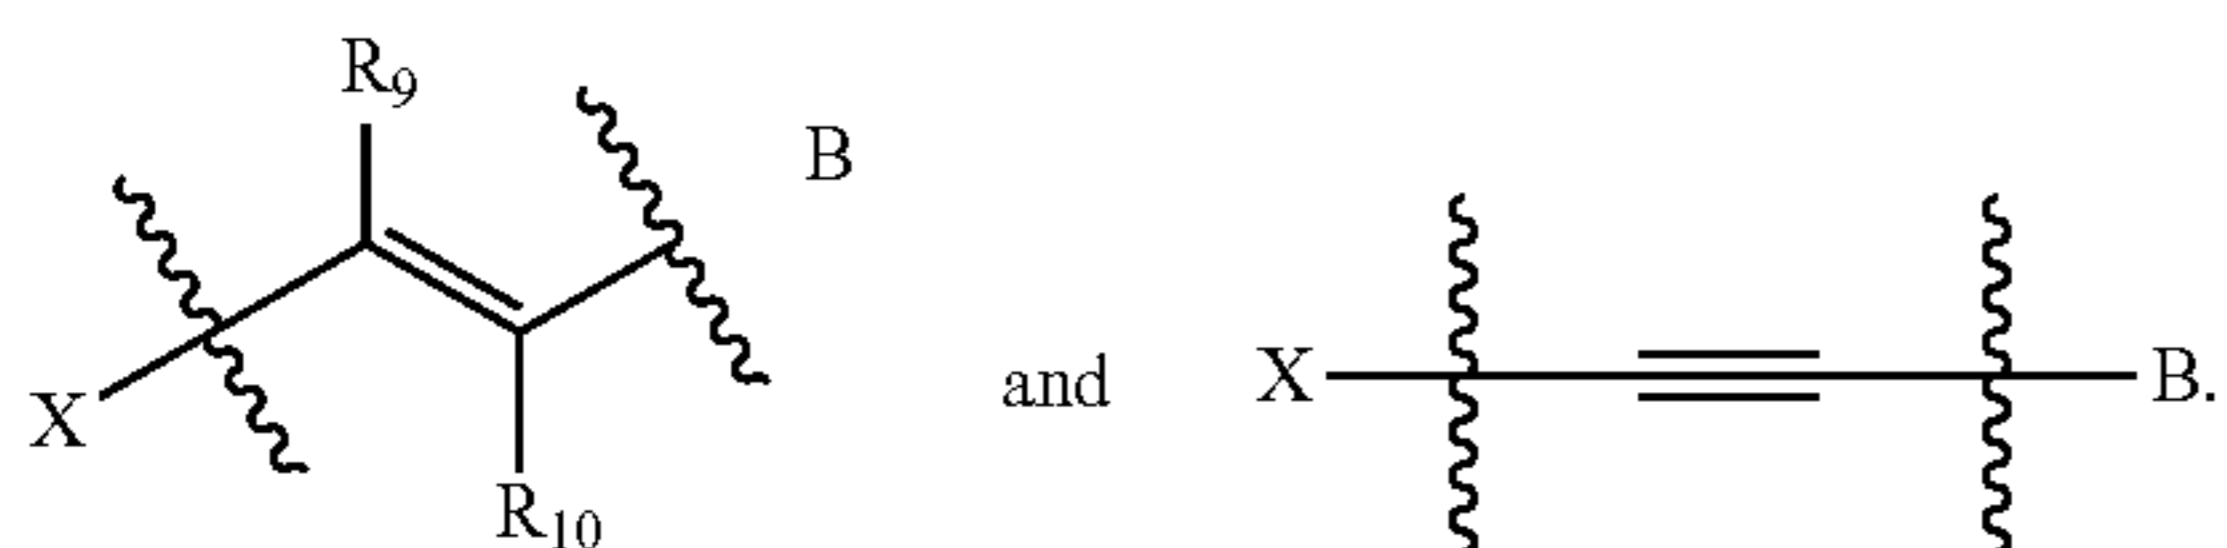 R₉
B
X
R₁₀
and
X
B.